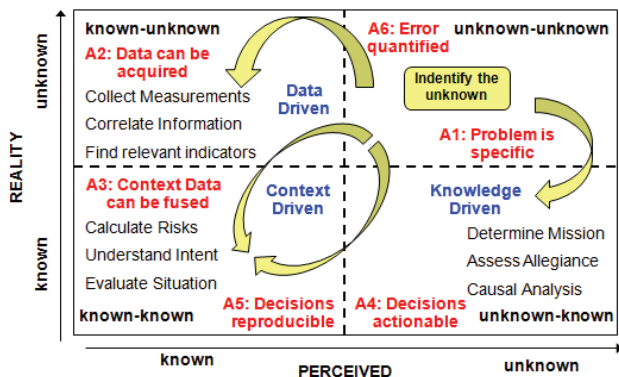 known-unknown
A2: Data can be
acquired
Collect Measurements
Correlate Information
Find relevant indicators
Data
Driven
A6: Error
quantified
unknown-unknown
Indentify the
unknown
A1: Problem is
specific
A3: Context Data
can be fused
Calculate Risks
Understand Intent
Evaluate Situation
known-known
Context
Driven
A5: Decisions
reproducible
Knowledge
Driven
Determine Mission
Assess Allegiance
Causal Analysis
A4: Decisions
actionable
unknown-known
REALITY
unknown
known
known
PERCEIVED
unknown